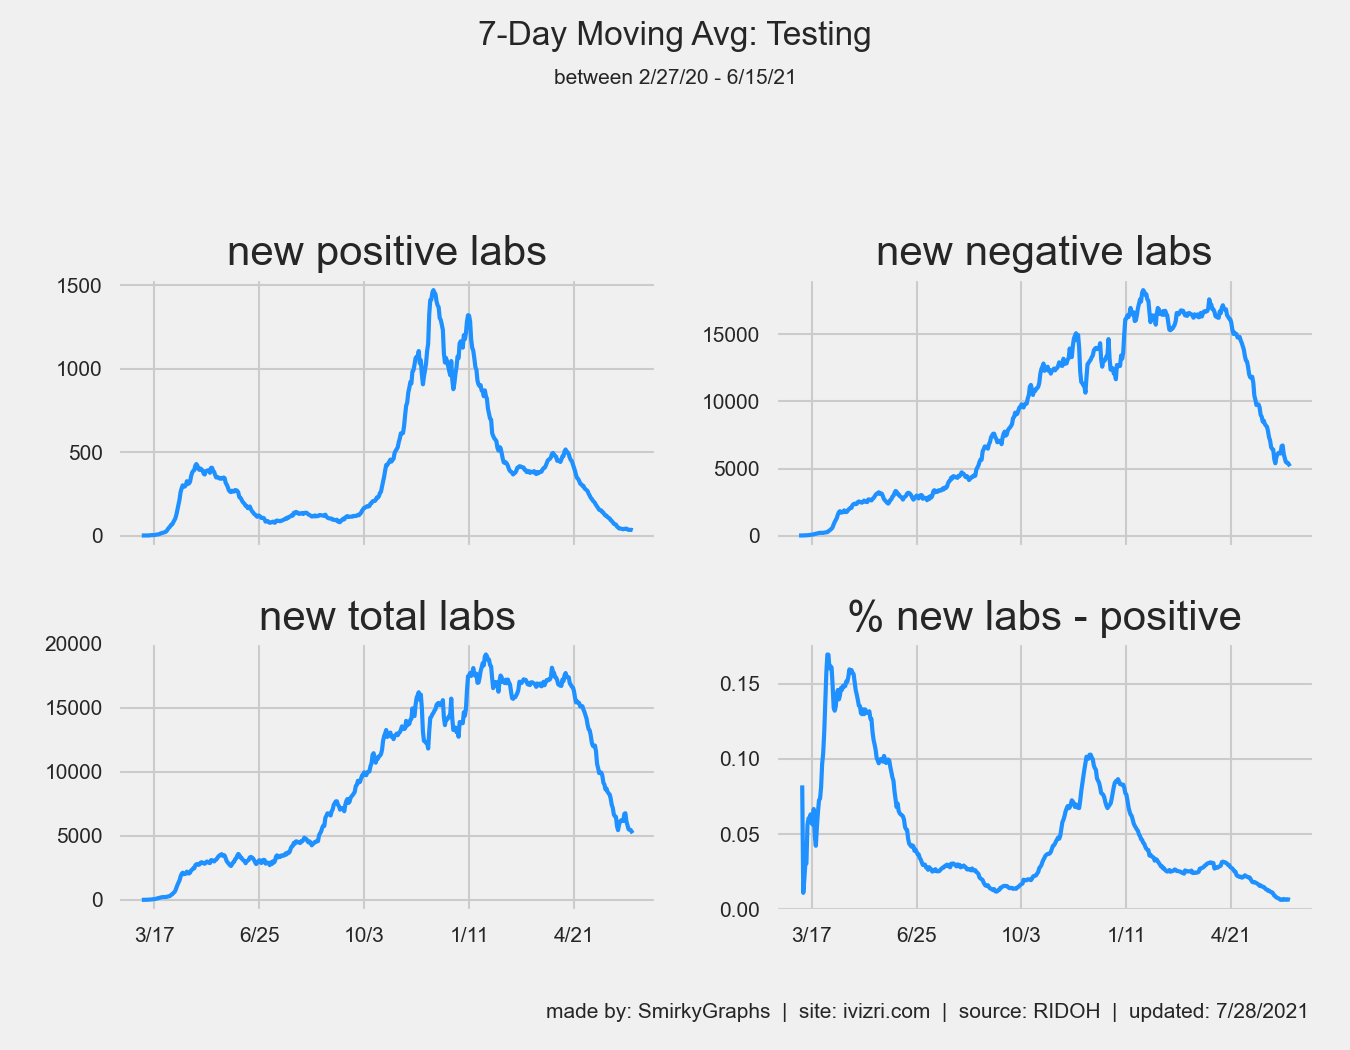 7-Day Moving Avg: Testing
between 2/27/20 - 6/15/21
new positive labs
1500
1000
500
0
new negative labs
15000
10000
5000
0
new total labs
20000
15000
10000
5000
0
3/17 6/25 10/3 1/11 4/21
% new labs - positive
0.15
0.10
0.05
0.00
3/17 6/25 10/3 1/11 4/21
made by: SmirkyGraphs | site: ivizri.com | source: RIDOH | updated: 7/28/2021